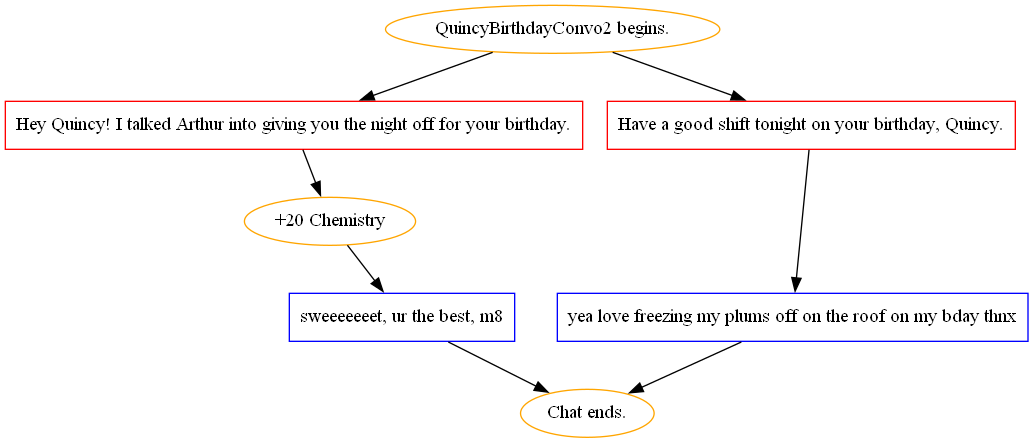 QuincyBirthdayConvo2 begins.
Hey Quincy! I talked Arthur into giving you the night off for your birthday.
Have a good shift tonight on your birthday, Quincy.
+20 Chemistry
sweeeeeeet, ur the best, m8
yea love freezing my plums off on the roof on my bday thnx
Chat ends.